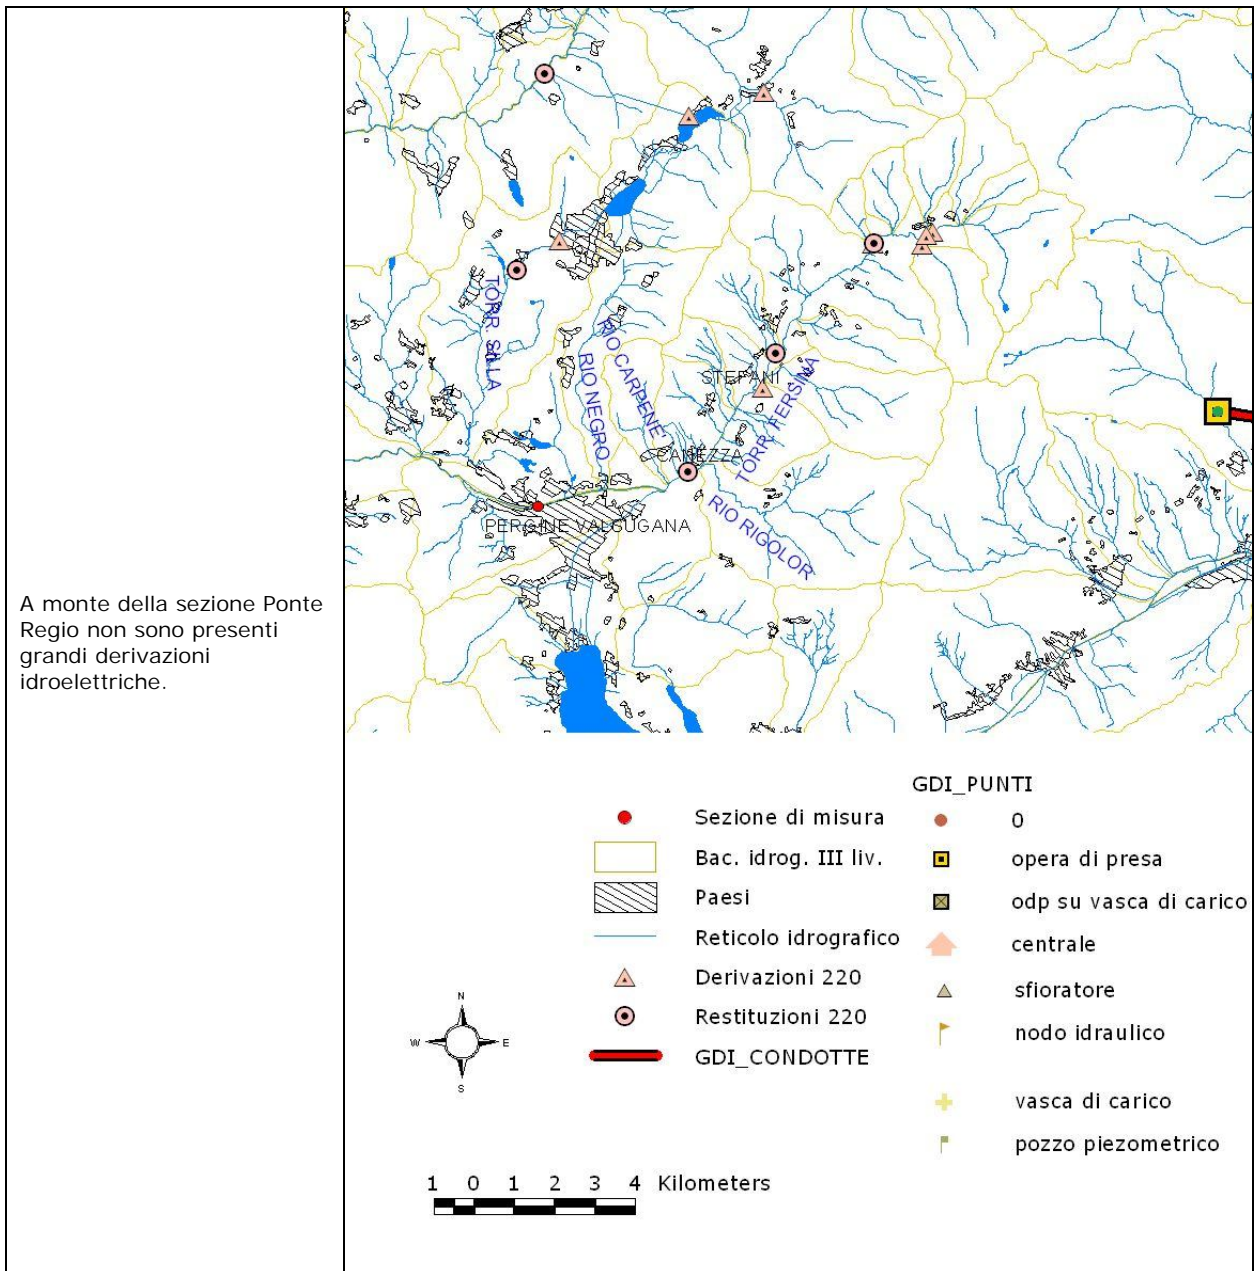 A monte della sezione Ponte
Regio non sono presenti
grandi derivazioni
idroelettriche.
TORR. SILLA
RIO NEGRO
RIO CARPENE'
STEFANI
TORR. FERSINA
CANEZZA
RIO RIGOLOR
PERGINE VALSUGANA
Sezione di misura
Bac. idrog. III liv.
Paesi
Reticolo idrografico
Derivazioni 220
Restituzioni 220
GDI_CONDOTTE
GDI_PUNTI
0
opera di presa
odp su vasca di carico
centrale
sfioratore
nodo idraulico
vasca di carico
pozzo piezometrico
N
W E
S
1 0 1 2 3 4 Kilometers